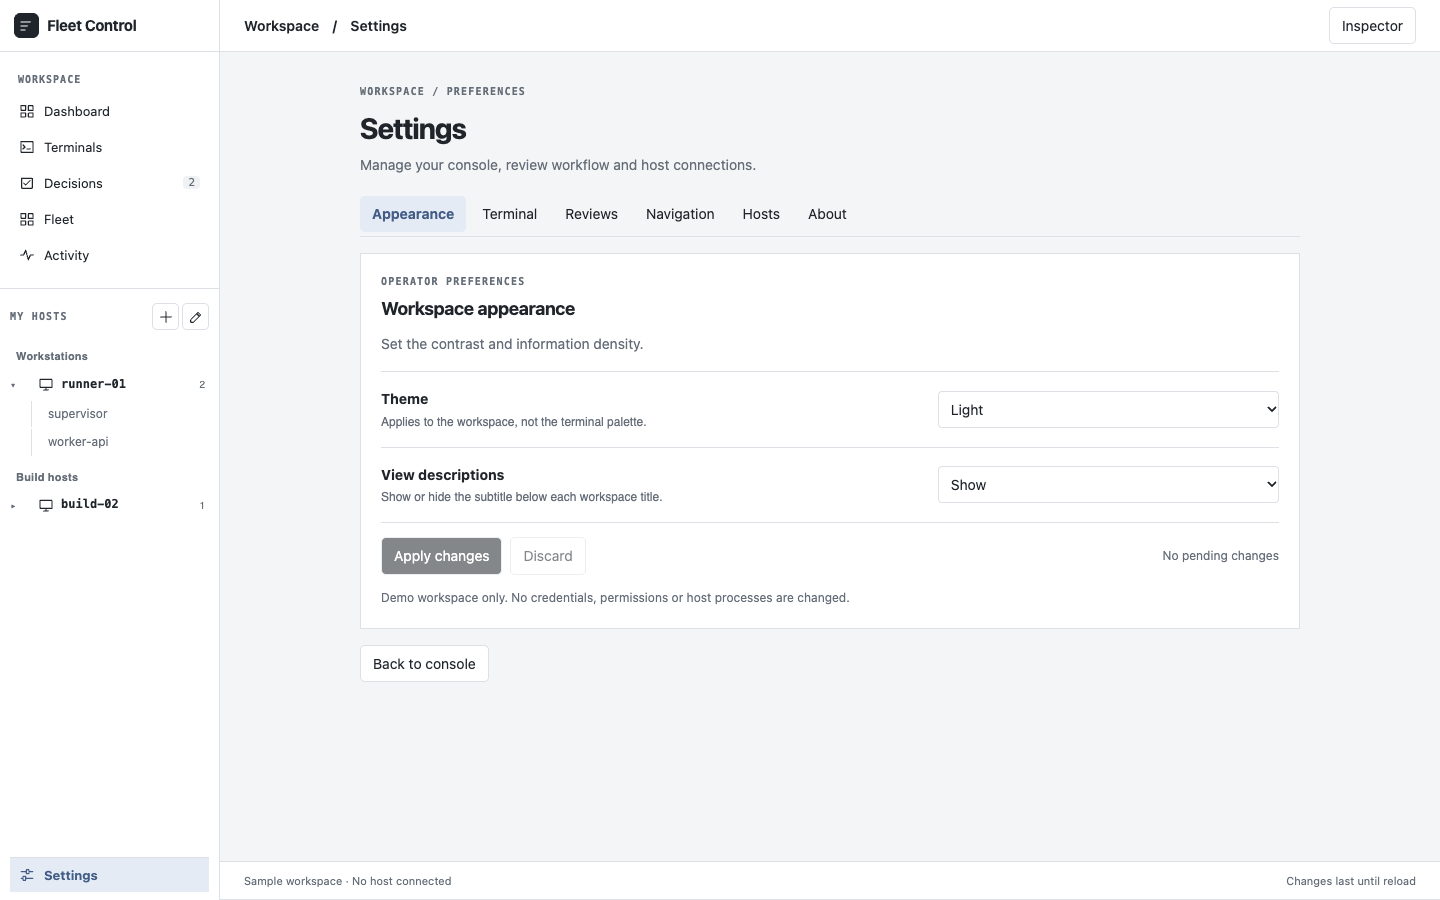 Fleet Control
Workspace / Settings
Inspector
WORKSPACE
Dashboard
Terminals
Decisions 2
Fleet
Activity
MY HOSTS
Workstations
runner-01 2
supervisor
worker-api
Build hosts
build-02 1
Settings
WORKSPACE / PREFERENCES
Settings
Manage your console, review workflow and host connections.
Appearance Terminal Reviews Navigation Hosts About
OPERATOR PREFERENCES
Workspace appearance
Set the contrast and information density.
Theme
Applies to the workspace, not the terminal palette.
Light
View descriptions
Show or hide the subtitle below each workspace title.
Show
Apply changes Discard No pending changes
Demo workspace only. No credentials, permissions or host processes are changed.
Back to console
Sample workspace · No host connected
Changes last until reload